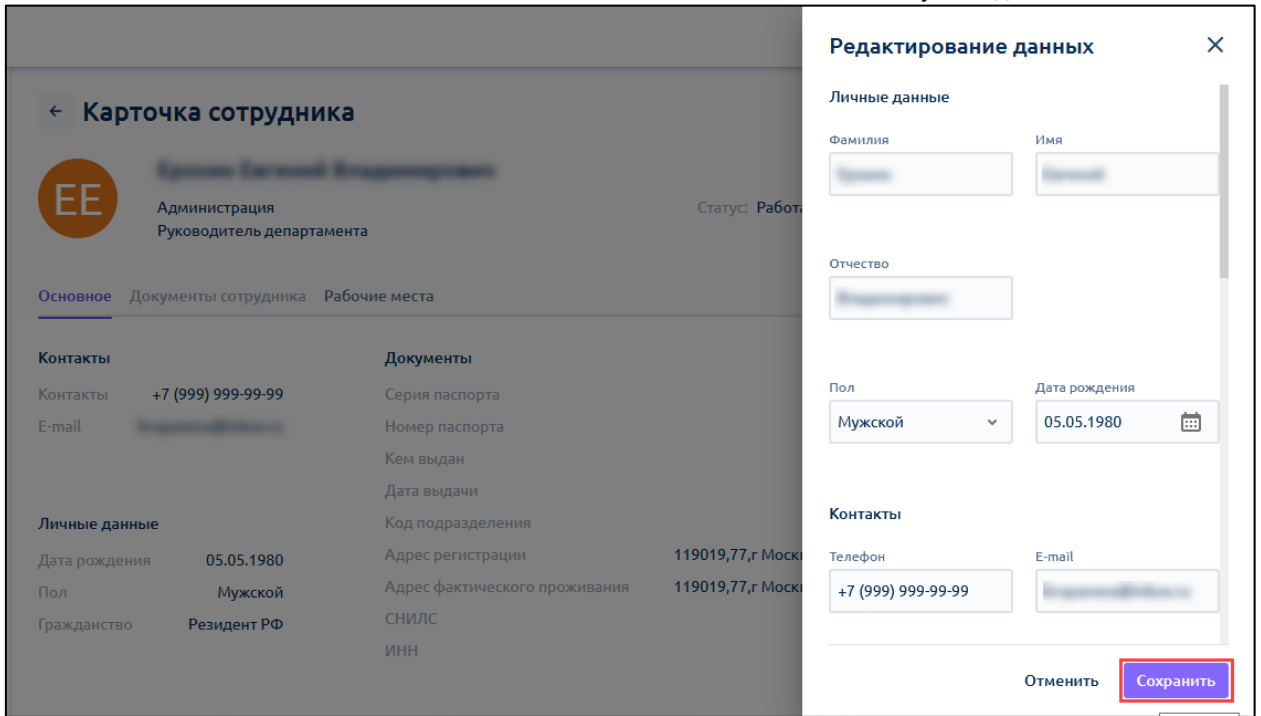 Редактирование данных
Карточка сотрудника
ЕЕ
Администрация
Руководитель департамента
Статус: Работа
Основное Документы сотрудника Рабочие места
Контакты
Контакты +7 (999) 999-99-99
E-mail
Личные данные
Дата рождения 05.05.1980
Пол Мужской
Гражданство Резидент РФ
Документы
Серия паспорта
Номер паспорта
Кем выдан
Дата выдачи
Код подразделения
Адрес регистрации 119019,77,г Моск
Адрес фактического проживания 119019,77,г Моск
СНИЛС
ИНН
Личные данные
Фамилия Имя
Отчество
Пол Дата рождения
Мужской 05.05.1980
Контакты
Телефон E-mail
+7 (999) 999-99-99
Отменить Сохранить